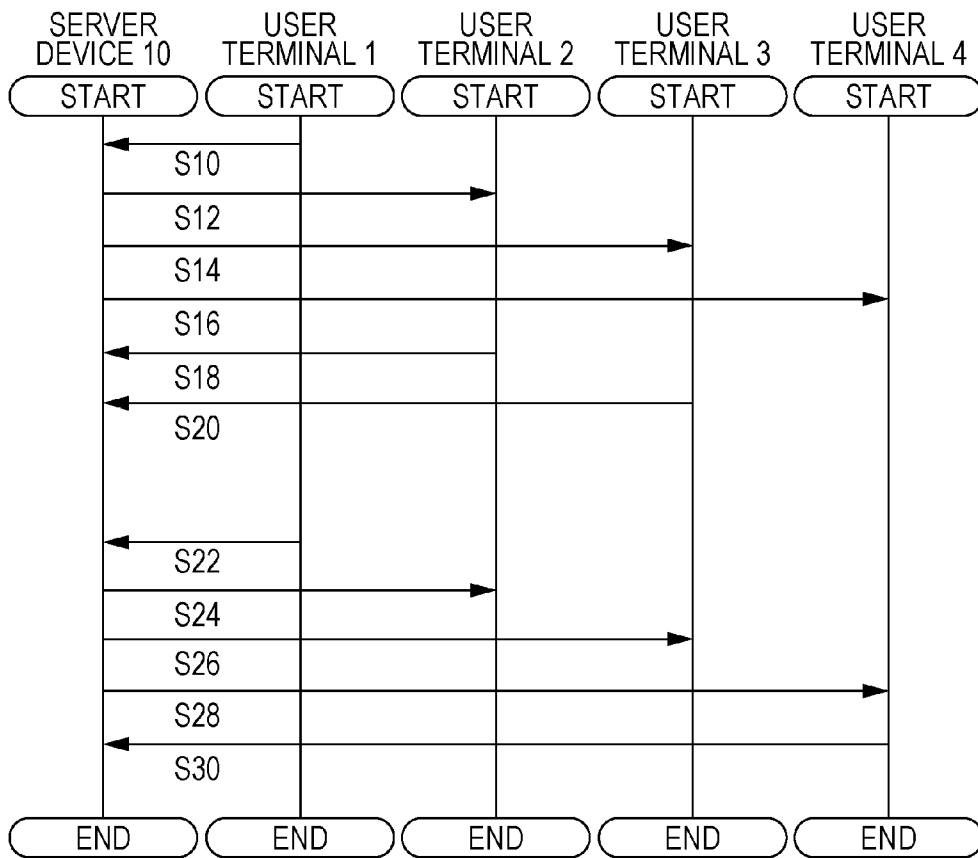 SERVER
DEVICE 10
USER
TERMINAL 1
USER
TERMINAL 2
USER
TERMINAL 3
USER
TERMINAL 4
START
START
START
START
START
S10
S12
S14
S16
S18
S20
S22
S24
S26
S28
S30
END
END
END
END
END